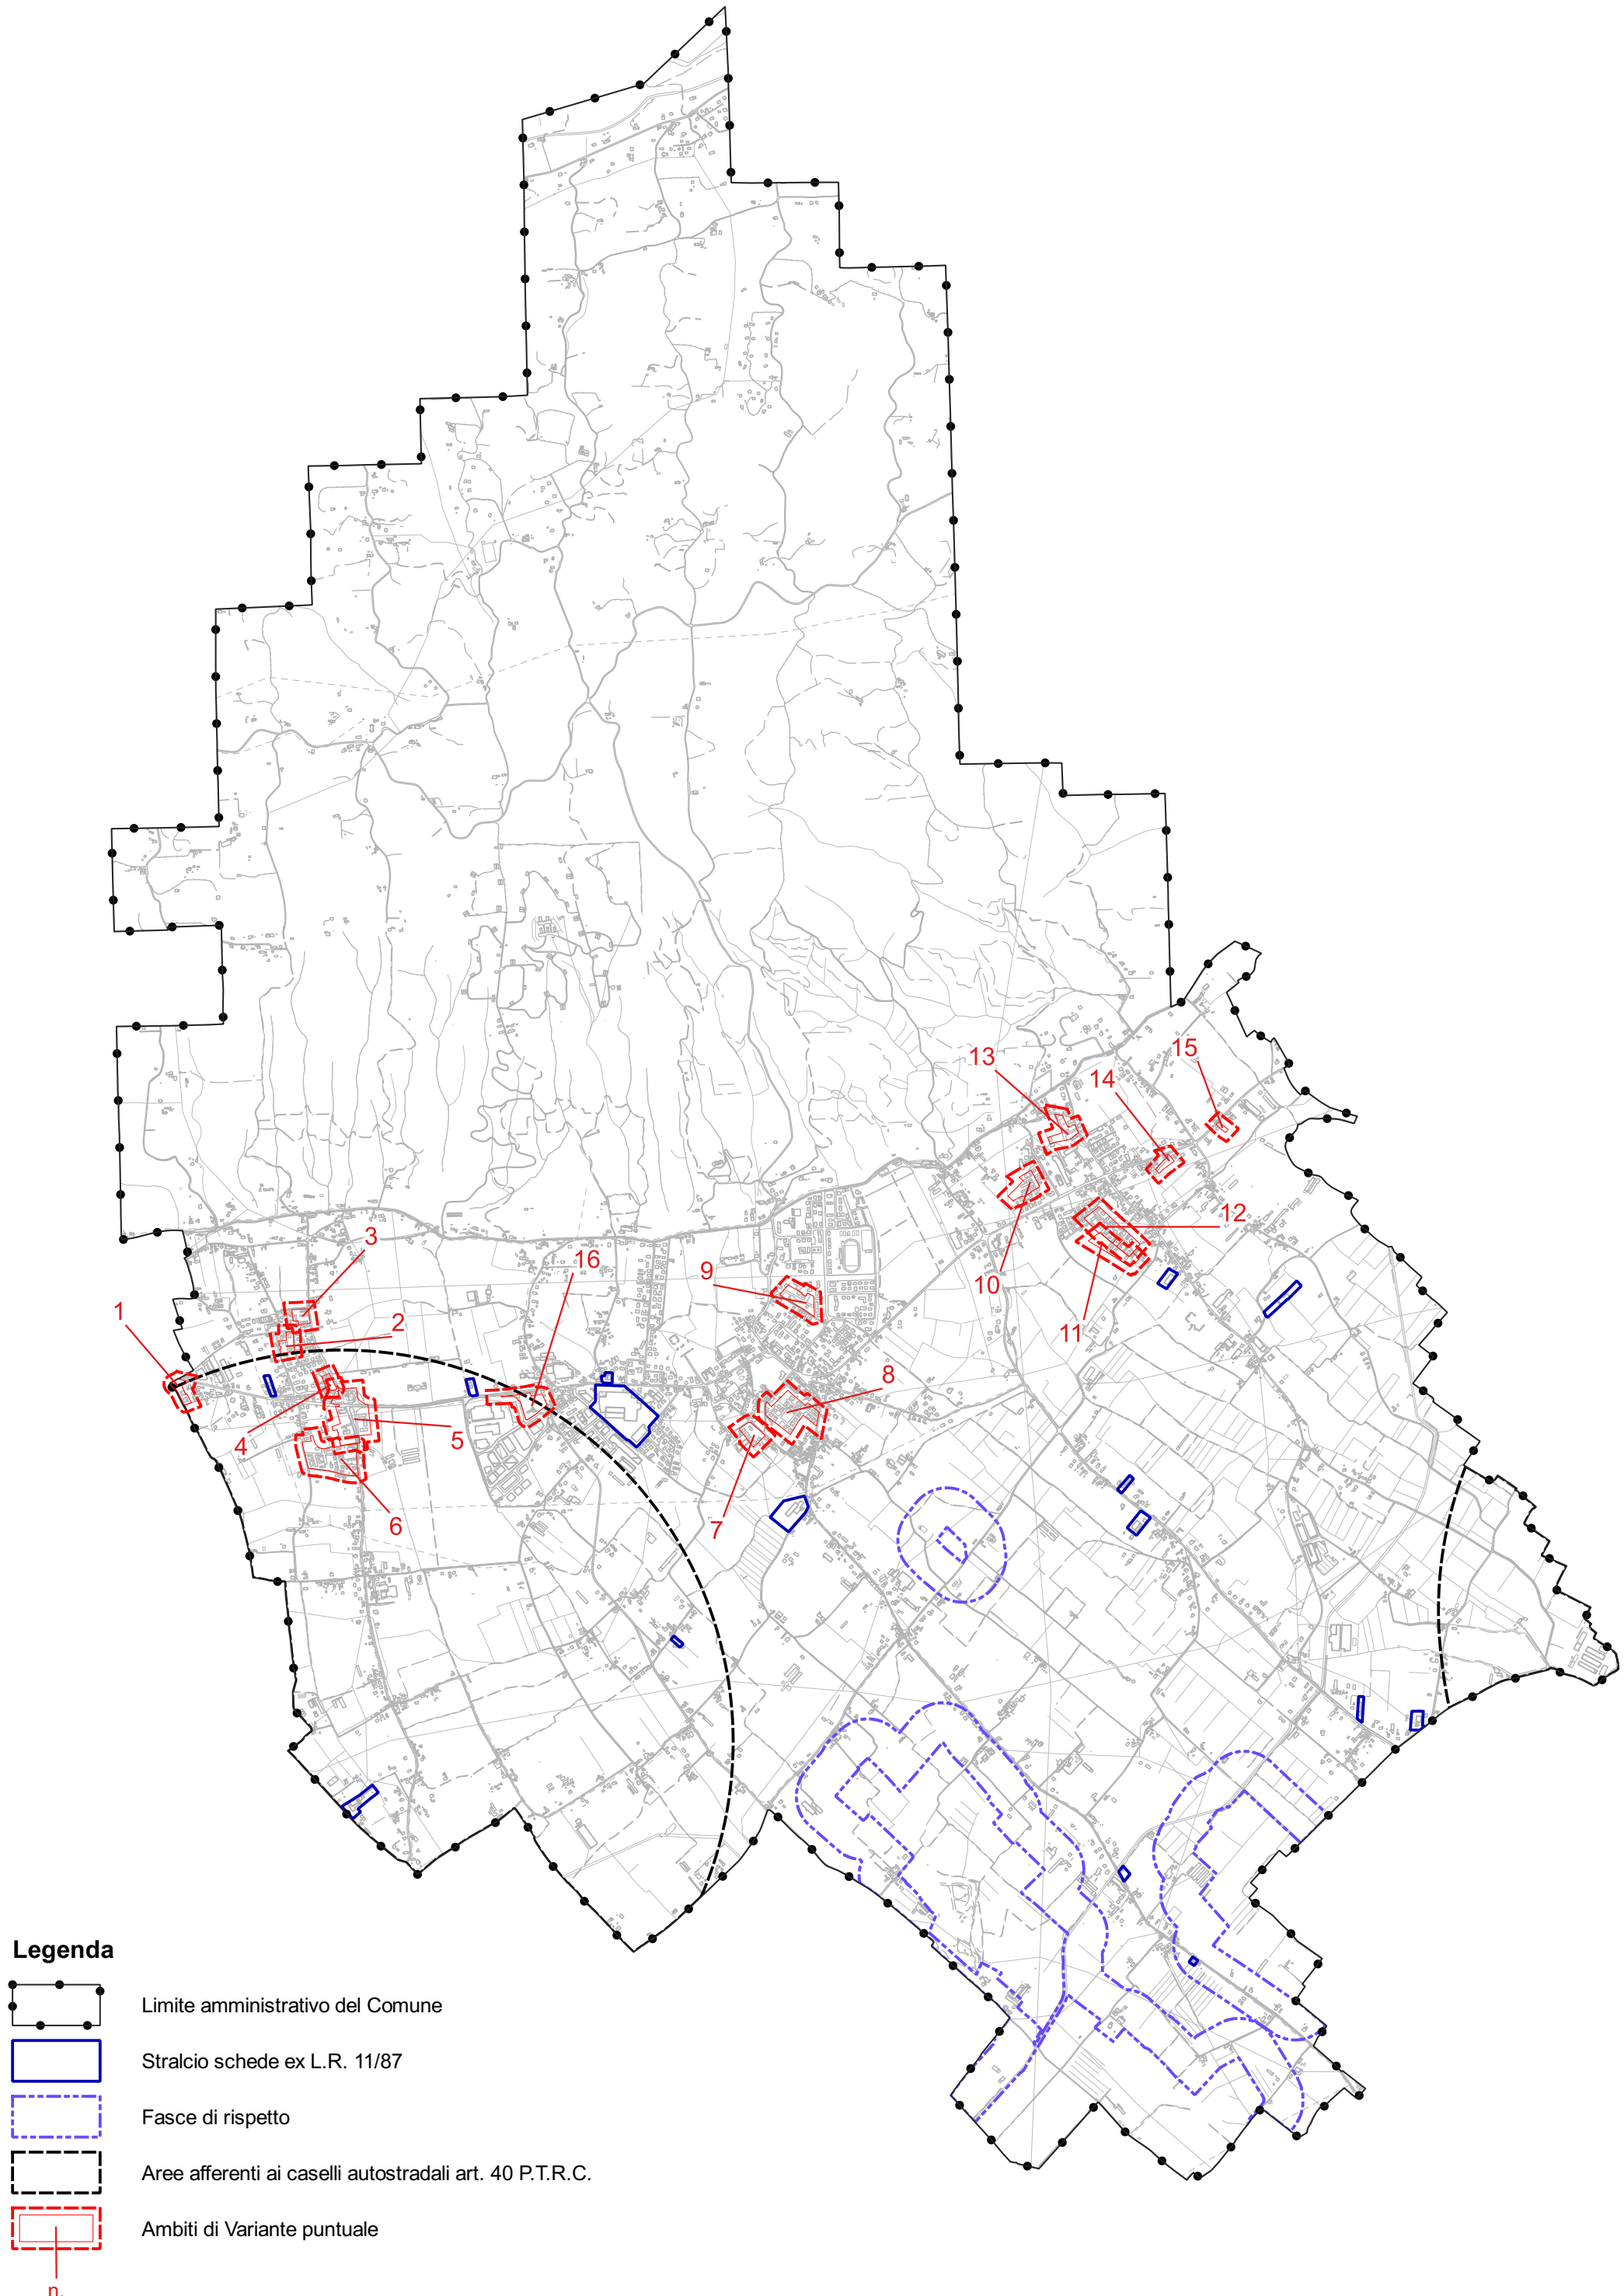 13
15
14
12
3
16
9
10
1
2
11
8
4
5
6
7
Legenda
Limite amministrativo del Comune
Stralcio schede ex L.R. 11/87
Fasce di rispetto
Aree afferenti ai caselli autostradali art. 40 P.T.R.C.
Ambiti di Variante puntuale
n.